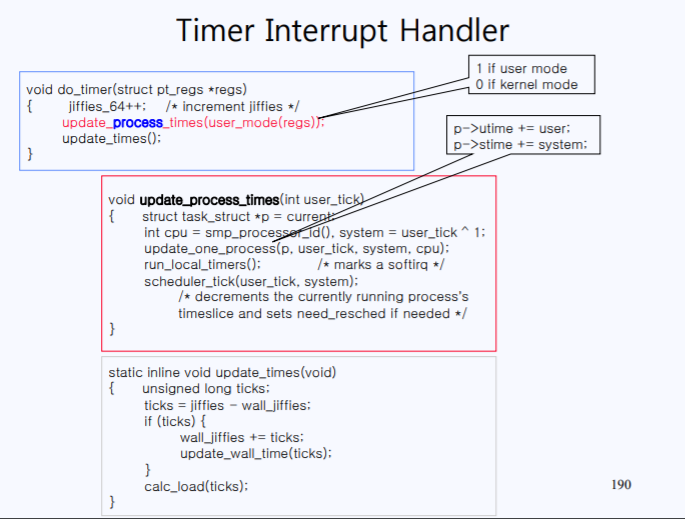 Timer Interrupt Handler
1 if user mode
0 if kernel mode
void do_timer(struct pt_regs *regs)
{ jiffies_64++; /* increment jiffies */
update_process_times(user_mode(regs));
update_times();
}
p->utime += user;
p->stime += system;
void update_process_times(int user_tick)
{ struct task_struct *p = current;
int cpu = smp_processor_id(), system = user_tick ^ 1;
update_one_process(p, user_tick, system, cpu);
run_local_timers(); /* marks a softirq */
scheduler_tick(user_tick, system);
/* decrements the currently running process's
timeslice and sets need_resched if needed */
}
static inline void update_times(void)
{ unsigned long ticks;
ticks = jiffies - wall_jiffies;
if (ticks) {
wall_jiffies += ticks;
update_wall_time(ticks);
}
calc_load(ticks);
}
190